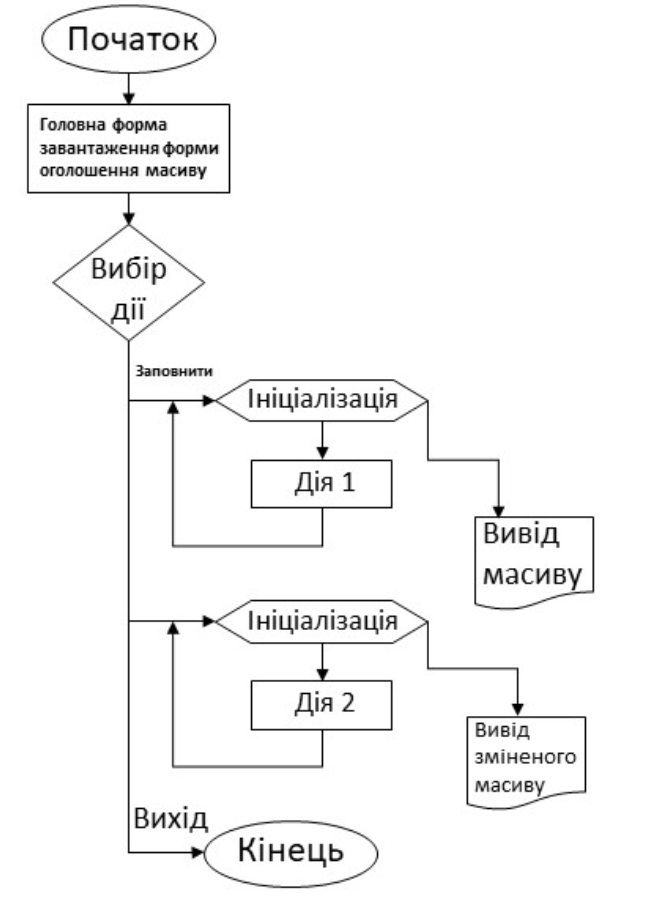 Початок
Головна форма
завантаження форми
оголошення масиву
Вибір
дії
Заповнити
Ініціалізація
Дія 1
Вивід
масиву
Ініціалізація
Дія 2
Вивід
зміненого
масиву
Вихід
Кінець